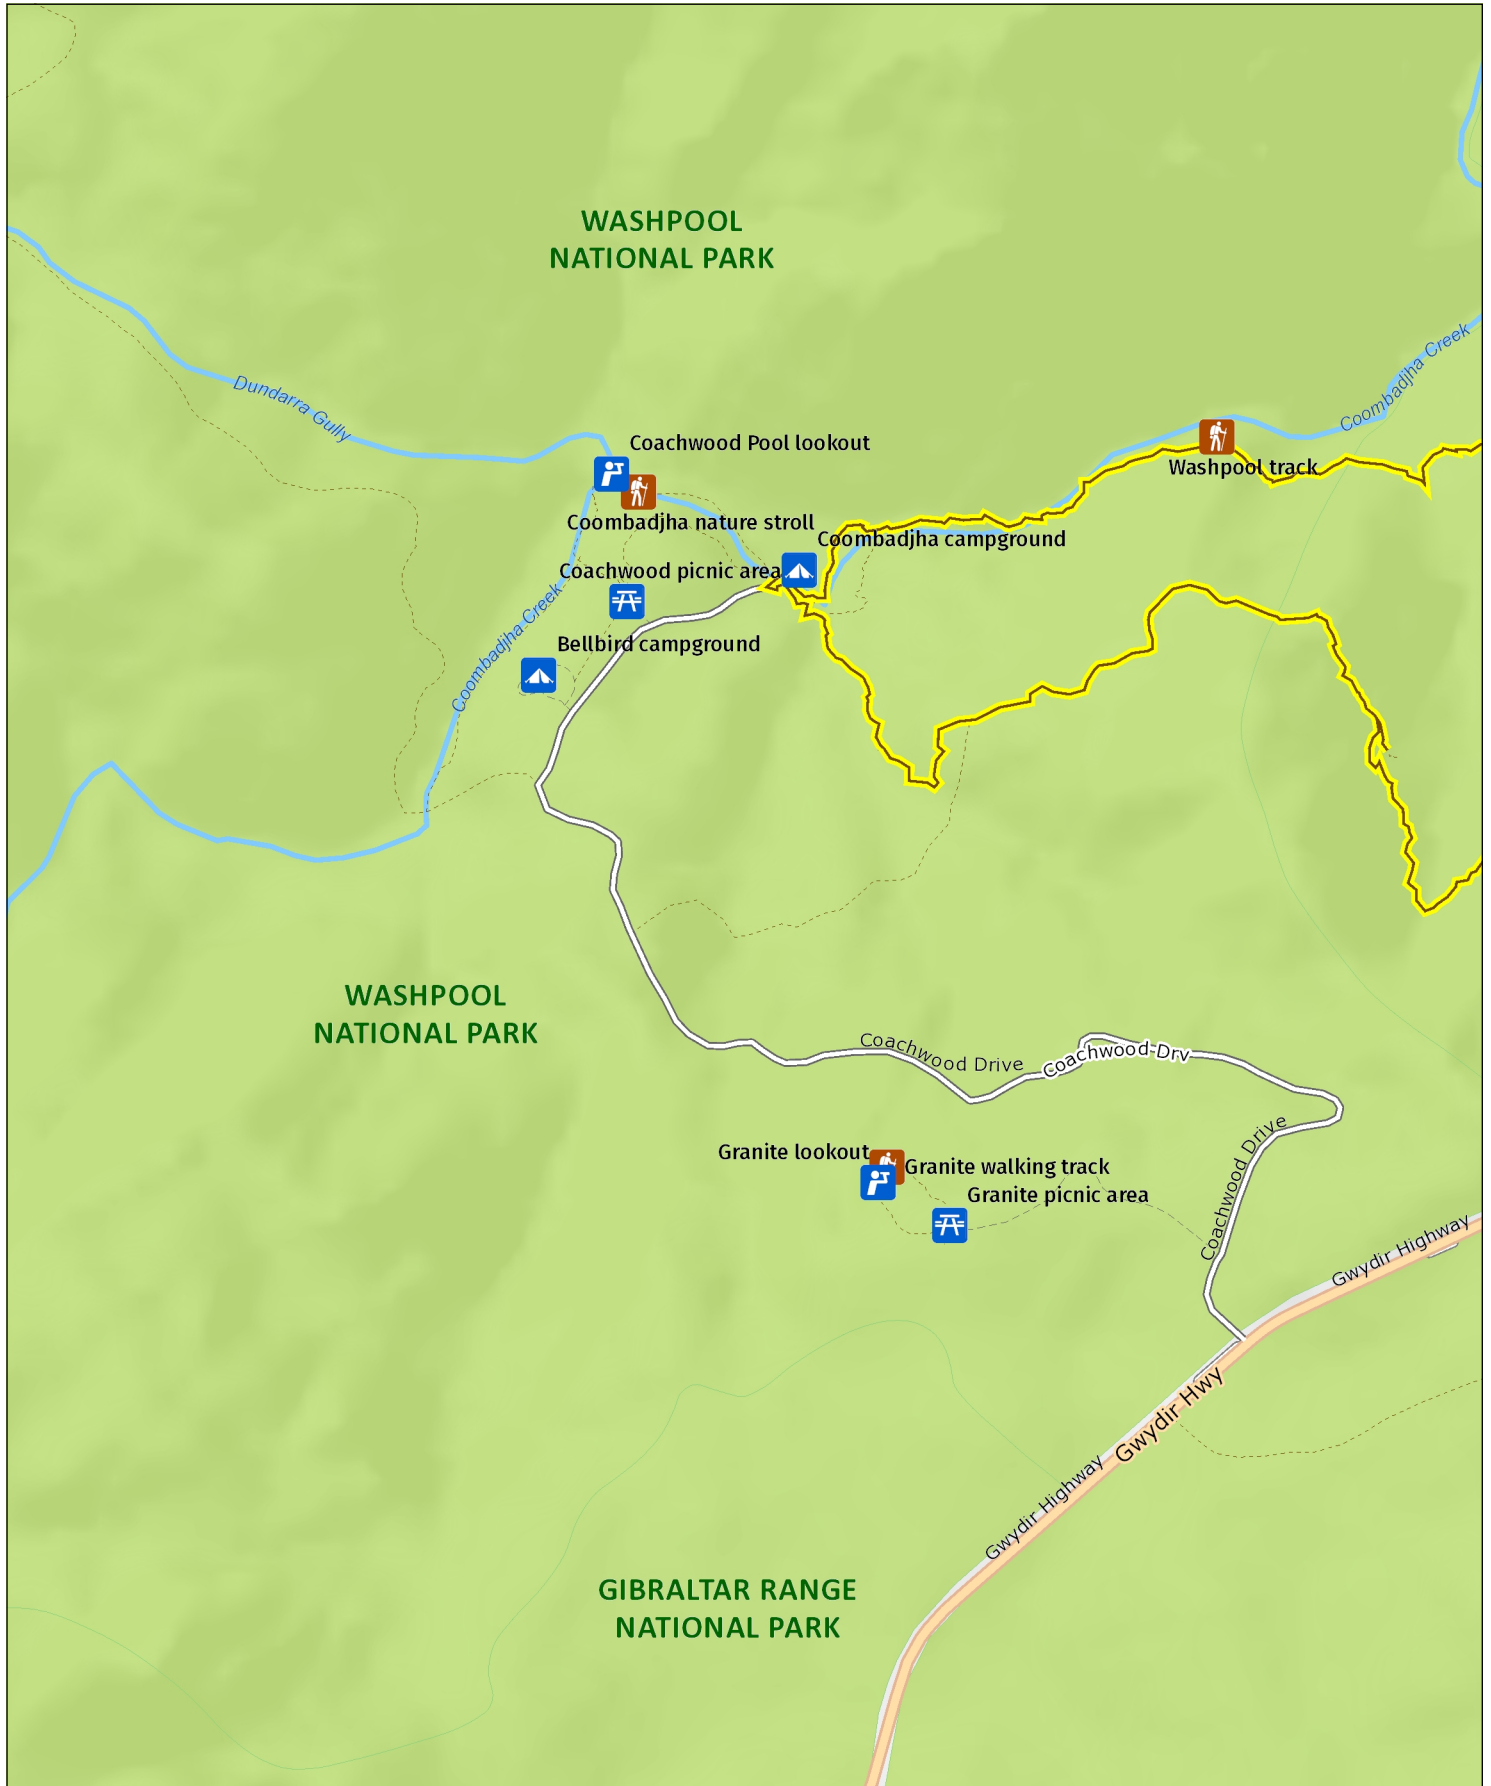 WASHPOOL
NATIONAL PARK
Coombadjha Creek
Dundarra Gully
Coachwood Pool lookout
Washpool track
Coombadjha nature stroll
Coombadjha campground
Coachwood picnic area
Coombadjha Creek
Bellbird campground
WASHPOOL
NATIONAL PARK
Coachwood Drive
Coachwood Drv
Coachwood Drive
Granite lookout
Granite walking track
Granite picnic area
Gwydir Highway
Gwydir Hwy
Gwydir Highway
GIBRALTAR RANGE
NATIONAL PARK